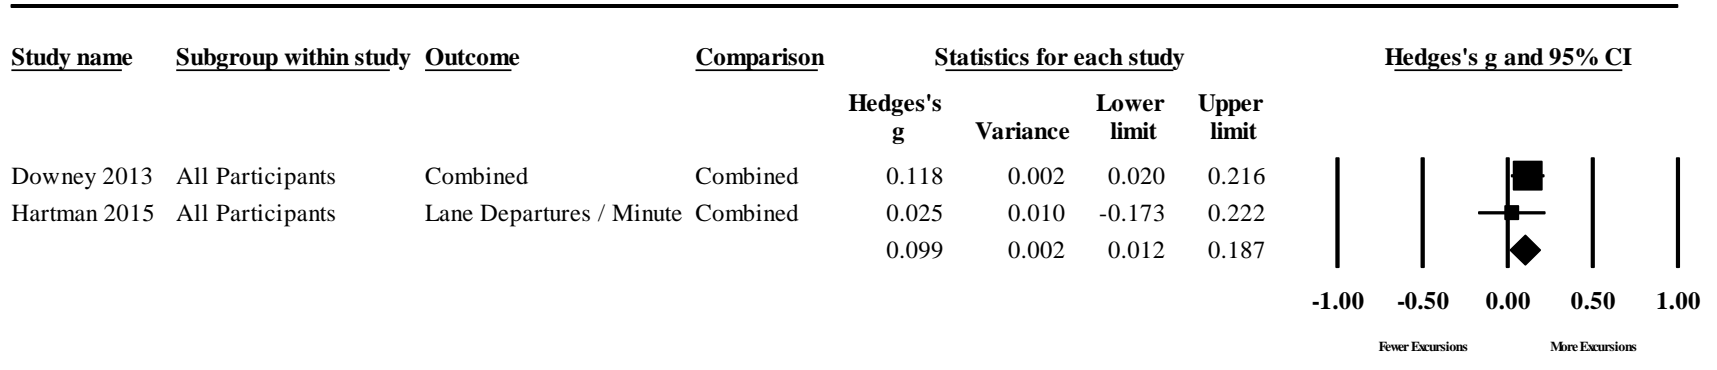 Study name Subgroup within study Outcome Comparison Statistics for each study Hedges's g and 95% CI
Hedges's g Variance Lower limit Upper limit
Downey 2013 All Participants Combined Combined 0.118 0.002 0.020 0.216
Hartman 2015 All Participants Lane Departures / Minute Combined 0.025 0.010 -0.173 0.222
0.099 0.002 0.012 0.187
-1.00 -0.50 0.00 0.50 1.00
Fewer Excursions More Excursions